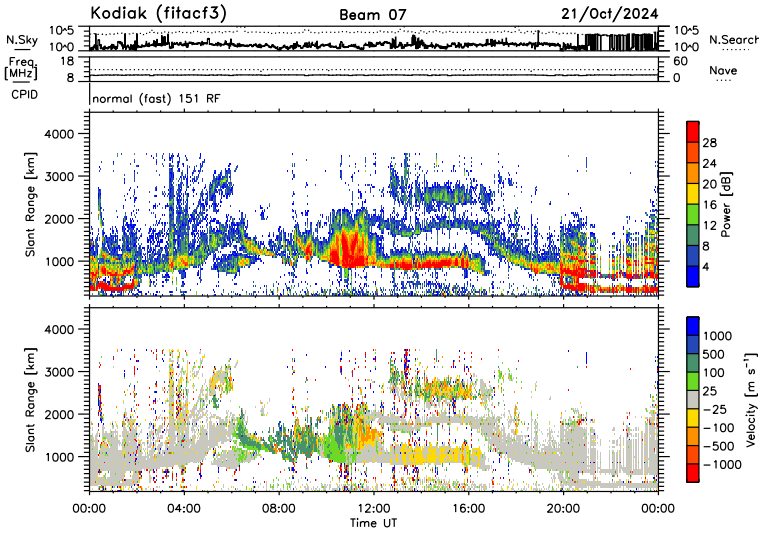 Kodiak (fitacf3) Beam 07 21/Oct/2024
N.Sky 10^5 10^0 10^5 10^0 N.Search
Freq. [MHz] 18 8 60 0 Nave
CPID normal (fast) 151 RF
Slant Range [km] 4000 3000 2000 1000
Power [dB] 28 24 20 16 12 8 4
Slant Range [km] 4000 3000 2000 1000
Velocity [m s⁻¹] 1000 500 100 25 −25 −100 −500 −1000
00:00 04:00 08:00 12:00 16:00 20:00 00:00
Time UT